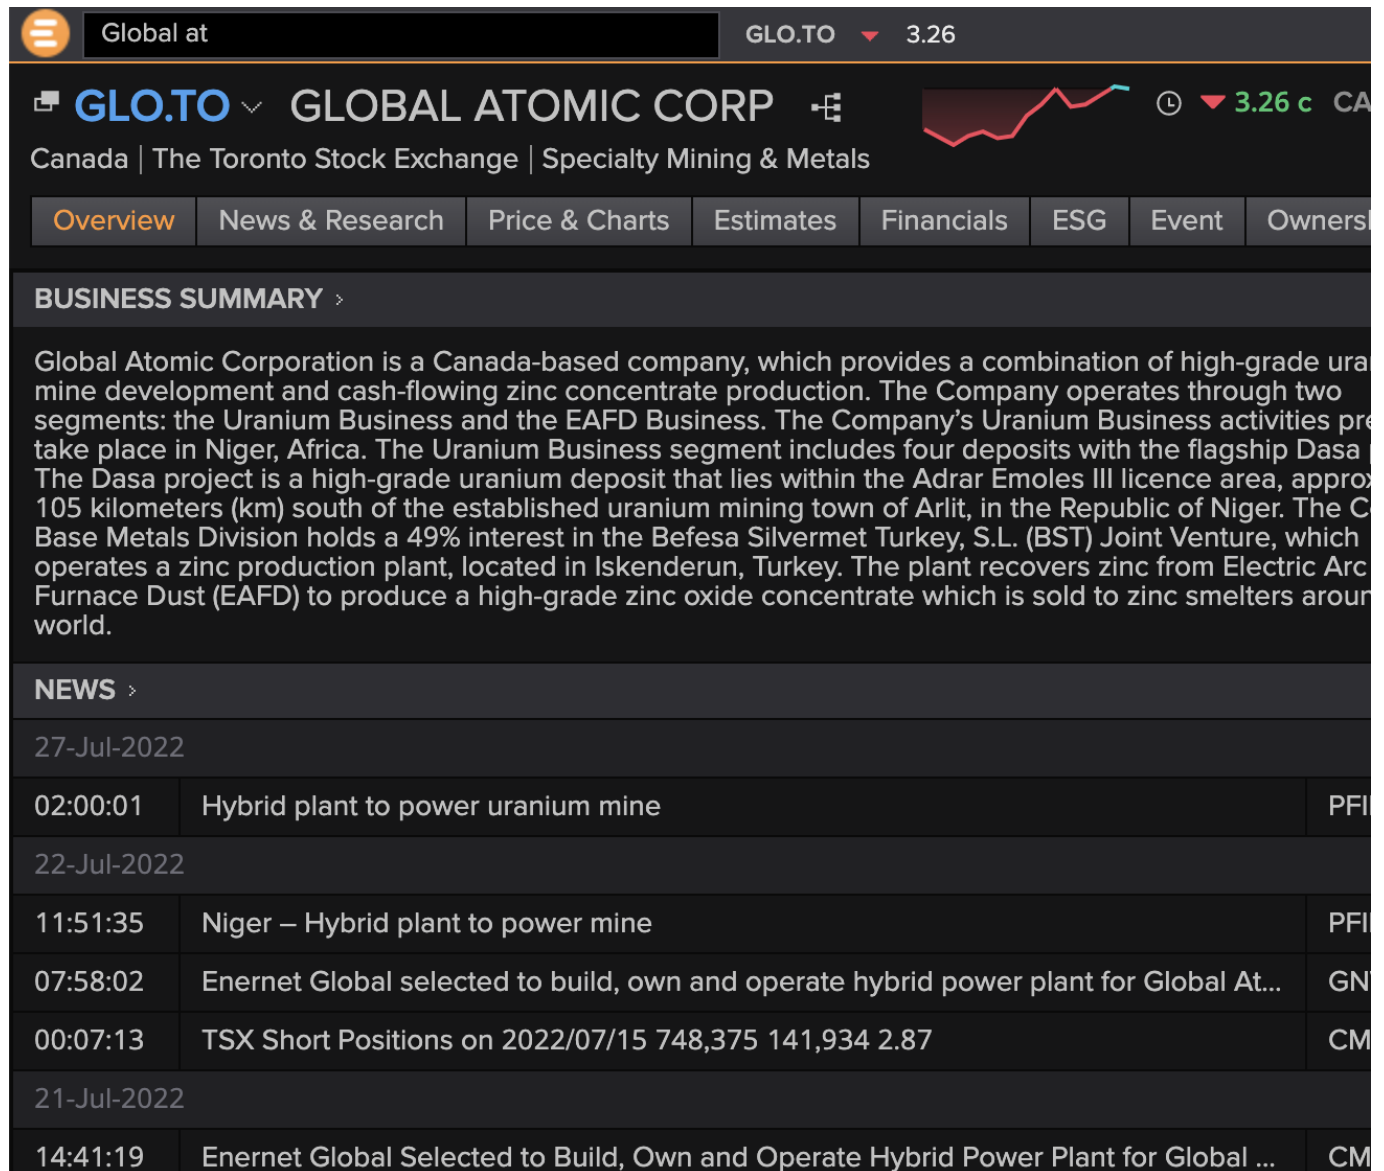 Global at
GLO.TO 3.26
GLO.TO GLOBAL ATOMIC CORP 3.26 c CA
Canada | The Toronto Stock Exchange | Specialty Mining & Metals
Overview News & Research Price & Charts Estimates Financials ESG Event
BUSINESS SUMMARY
Global Atomic Corporation is a Canada-based company, which provides a combination of high-grade
mine development and cash-flowing zinc concentrate production. The Company operates through two
segments: the Uranium Business and the EAFD Business. The Company’s Uranium Business activities
take place in Niger, Africa. The Uranium Business segment includes four deposits with the flagship Dasa
The Dasa project is a high-grade uranium deposit that lies within the Adrar Emoles III licence area,
105 kilometers (km) south of the established uranium mining town of Arlit, in the Republic of Niger. The
Base Metals Division holds a 49% interest in the Befesa Silvermet Turkey, S.L. (BST) Joint Venture, which
operates a zinc production plant, located in Iskenderun, Turkey. The plant recovers zinc from Electric Arc
Furnace Dust (EAFD) to produce a high-grade zinc oxide concentrate which is sold to zinc smelters
world.
NEWS
27-Jul-2022
02:00:01 Hybrid plant to power uranium mine
22-Jul-2022
11:51:35 Niger – Hybrid plant to power mine
07:58:02 Enernet Global selected to build, own and operate hybrid power plant for Global At...
00:07:13 TSX Short Positions on 2022/07/15 748,375 141,934 2.87 CM
21-Jul-2022
14:41:19 Enernet Global Selected to Build, Own and Operate Hybrid Power Plant for Global ... CM